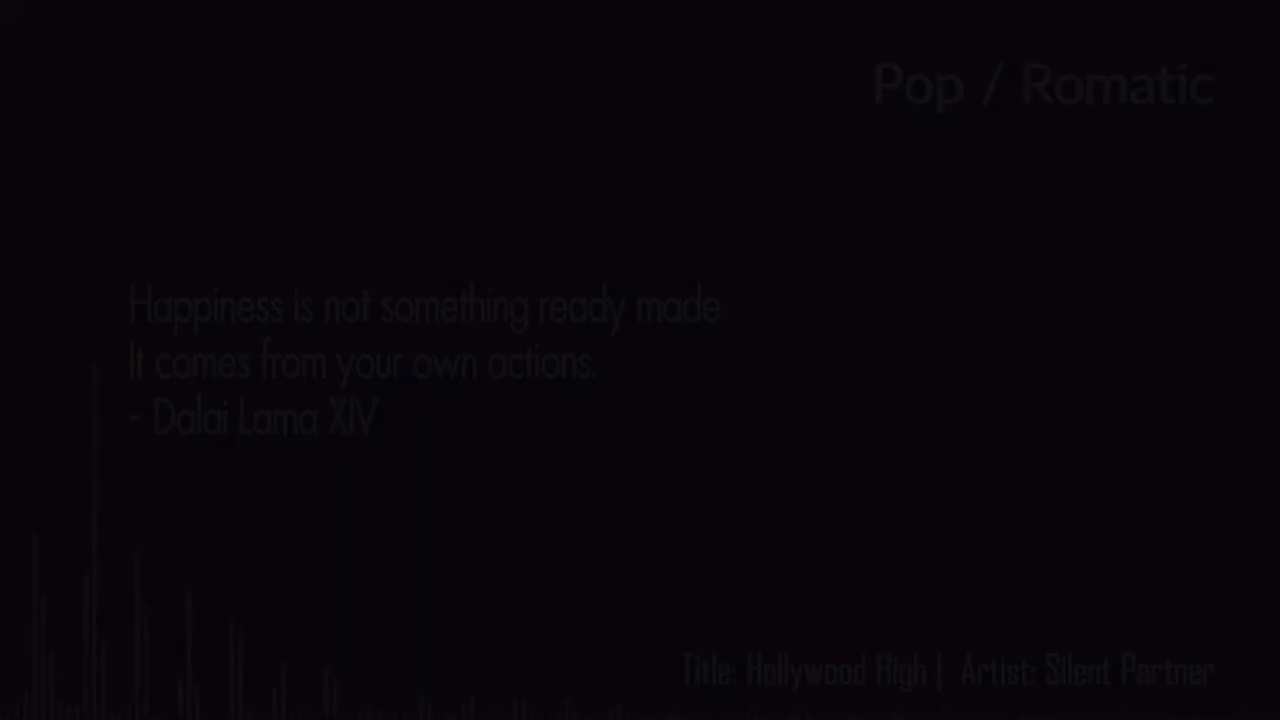 Pop / Romatic
Happiness is not something ready made
It comes from your own actions.
- Dalai Lama XIV
Title: Hollywood High | Artist: Silent Partner